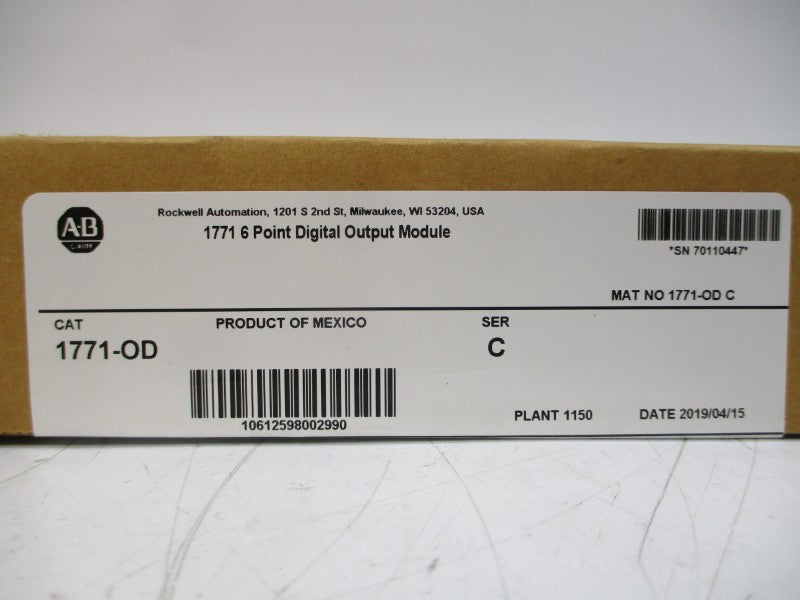 A-B
QUALITY
Rockwell Automation, 1201 S 2nd St, Milwaukee, WI 53204, USA
1771 6 Point Digital Output Module
*SN 70110447*
MAT NO 1771-OD C
CAT
PRODUCT OF MEXICO
SER
1771-OD
C
10612598002990
PLANT 1150
DATE 2019/04/15